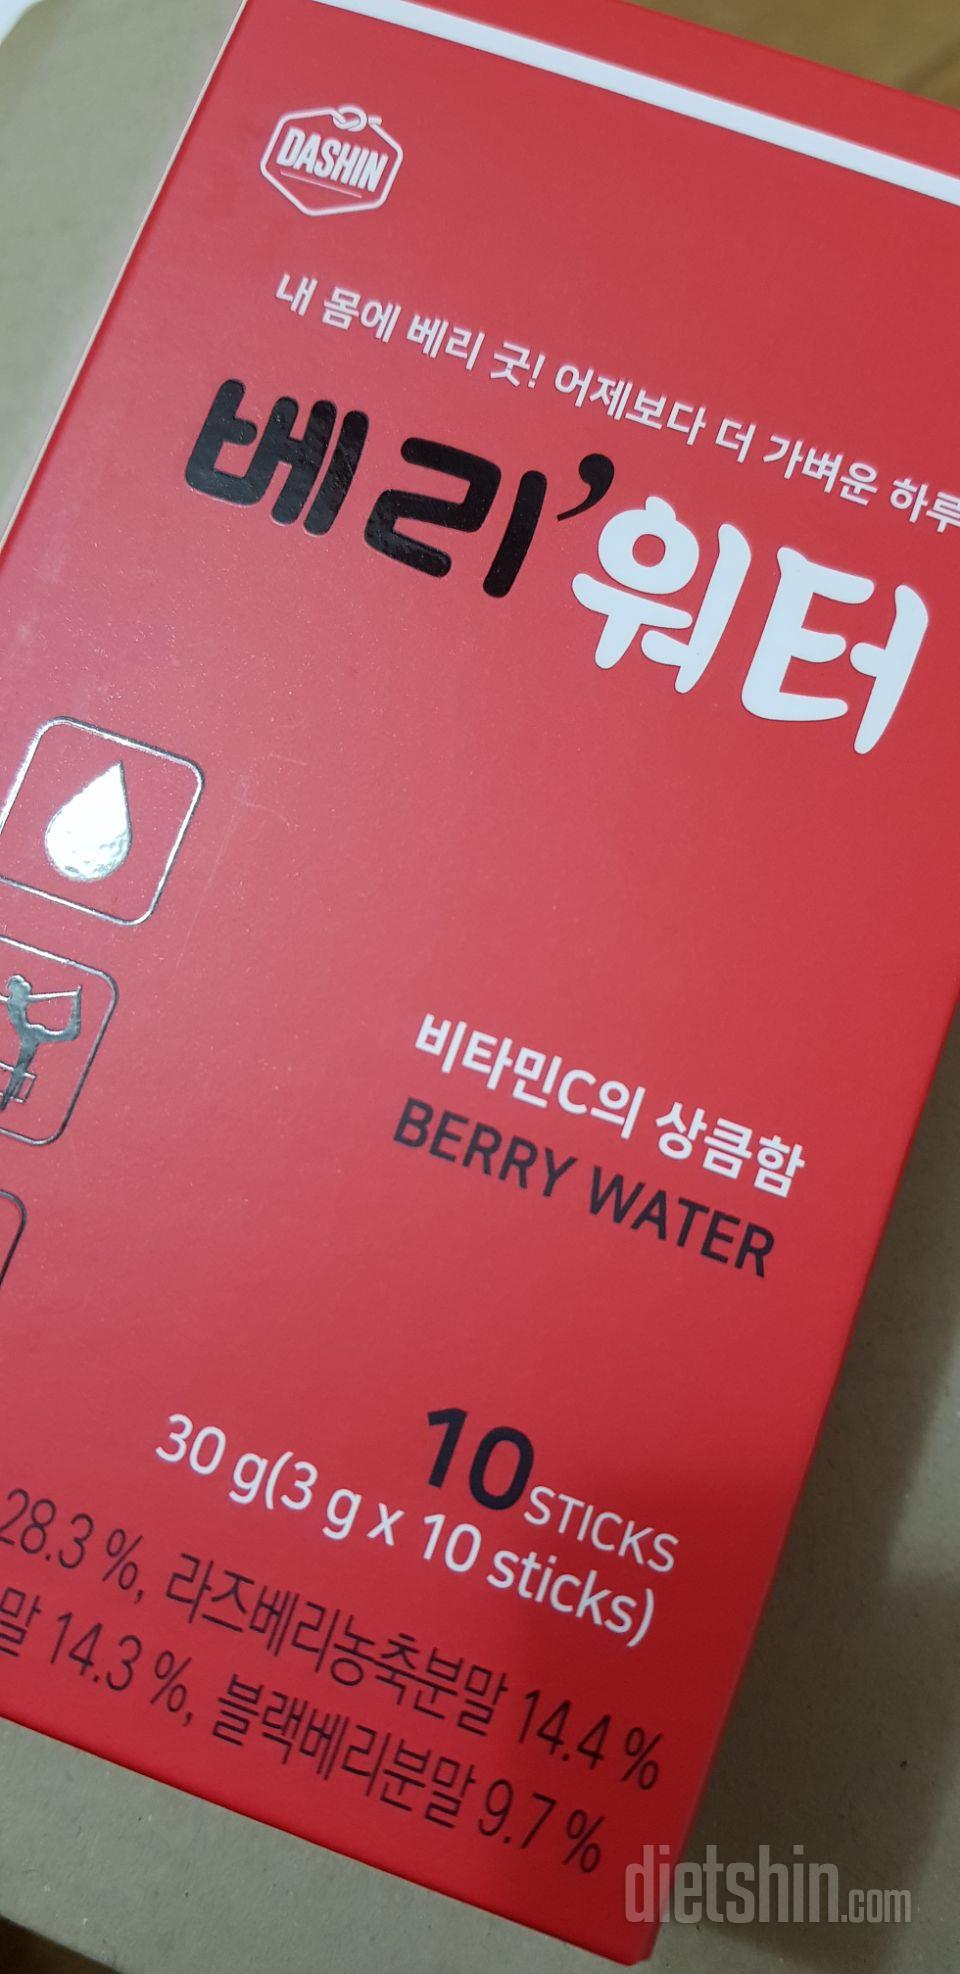 DASHIN
내 몸에 베리 굿! 어제보다 더 가벼운 하루
베리'워터
비타민C의 상큼함
BERRY WATER
10 STICKS
30 g(3 g x 10 sticks)
28.3 %, 라즈베리농축분말 14.4 %
말 14.3 %, 블랙베리분말 9.7 %
dietshin.com